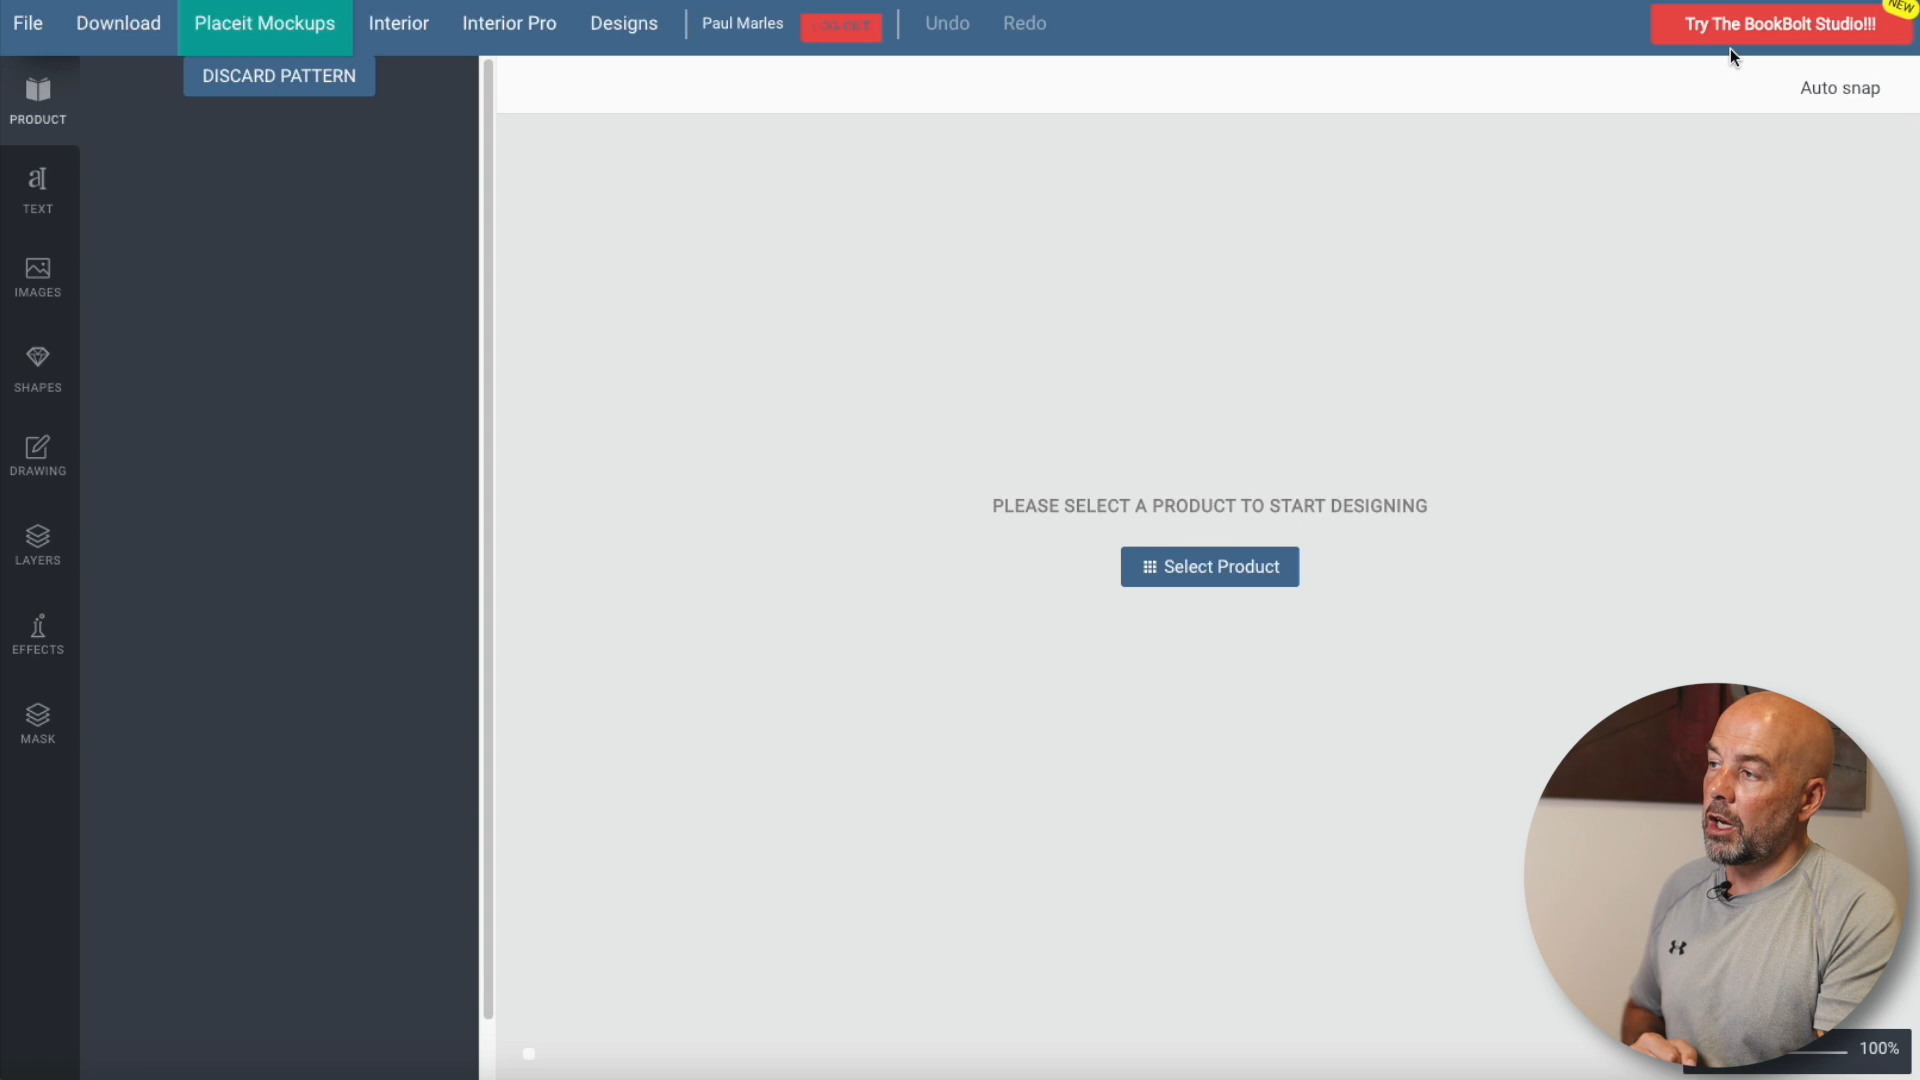 File Download Placeit Mockups Interior Interior Pro Designs Paul Marles LOG OUT Undo Redo Try The BookBolt Studio!!! NEW
DISCARD PATTERN
Auto snap
PRODUCT
TEXT
IMAGES
SHAPES
DRAWING
LAYERS
EFFECTS
MASK
PLEASE SELECT A PRODUCT TO START DESIGNING
Select Product
100%